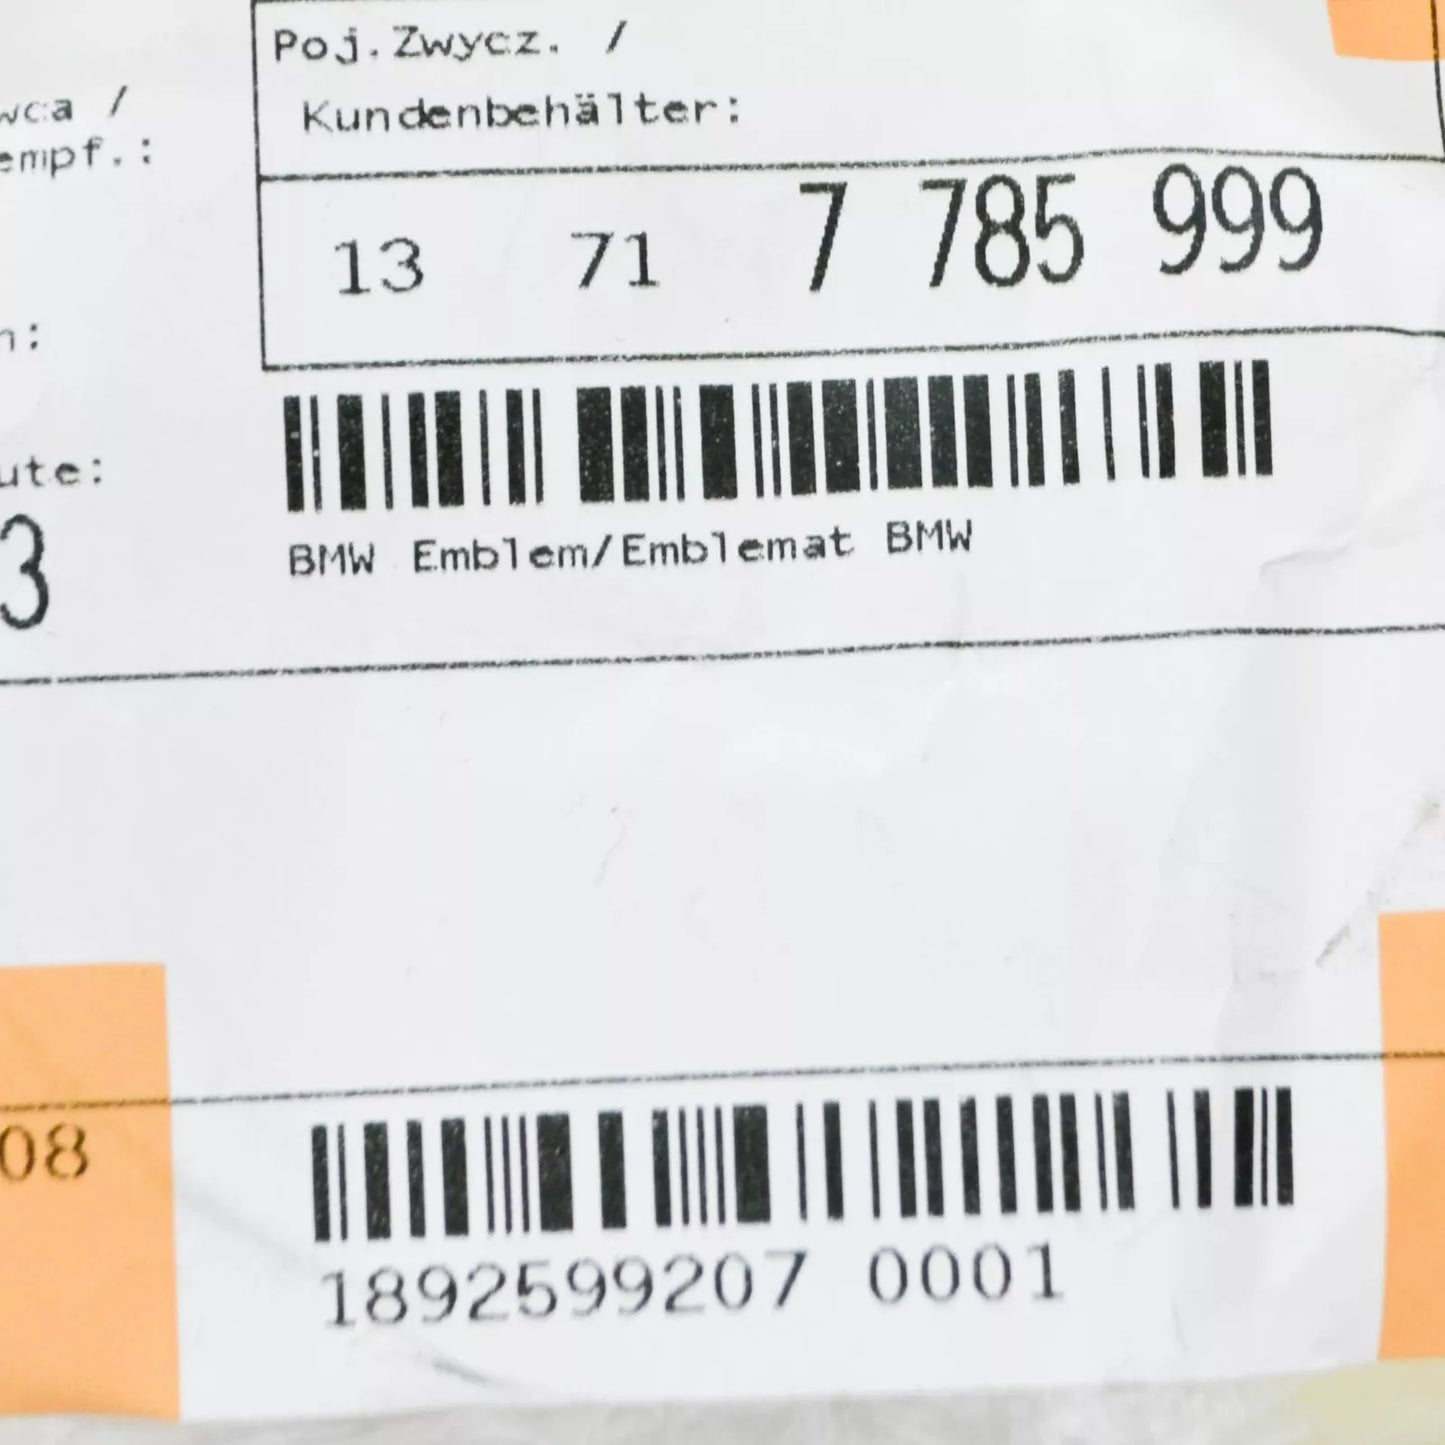 Poj.Zwycz. /
Kundenbehälter:
wca /
empf.:
13 71 7 785 999
n:
ute:
3
BMW Emblem/Emblemat BMW
08
1892599207 0001